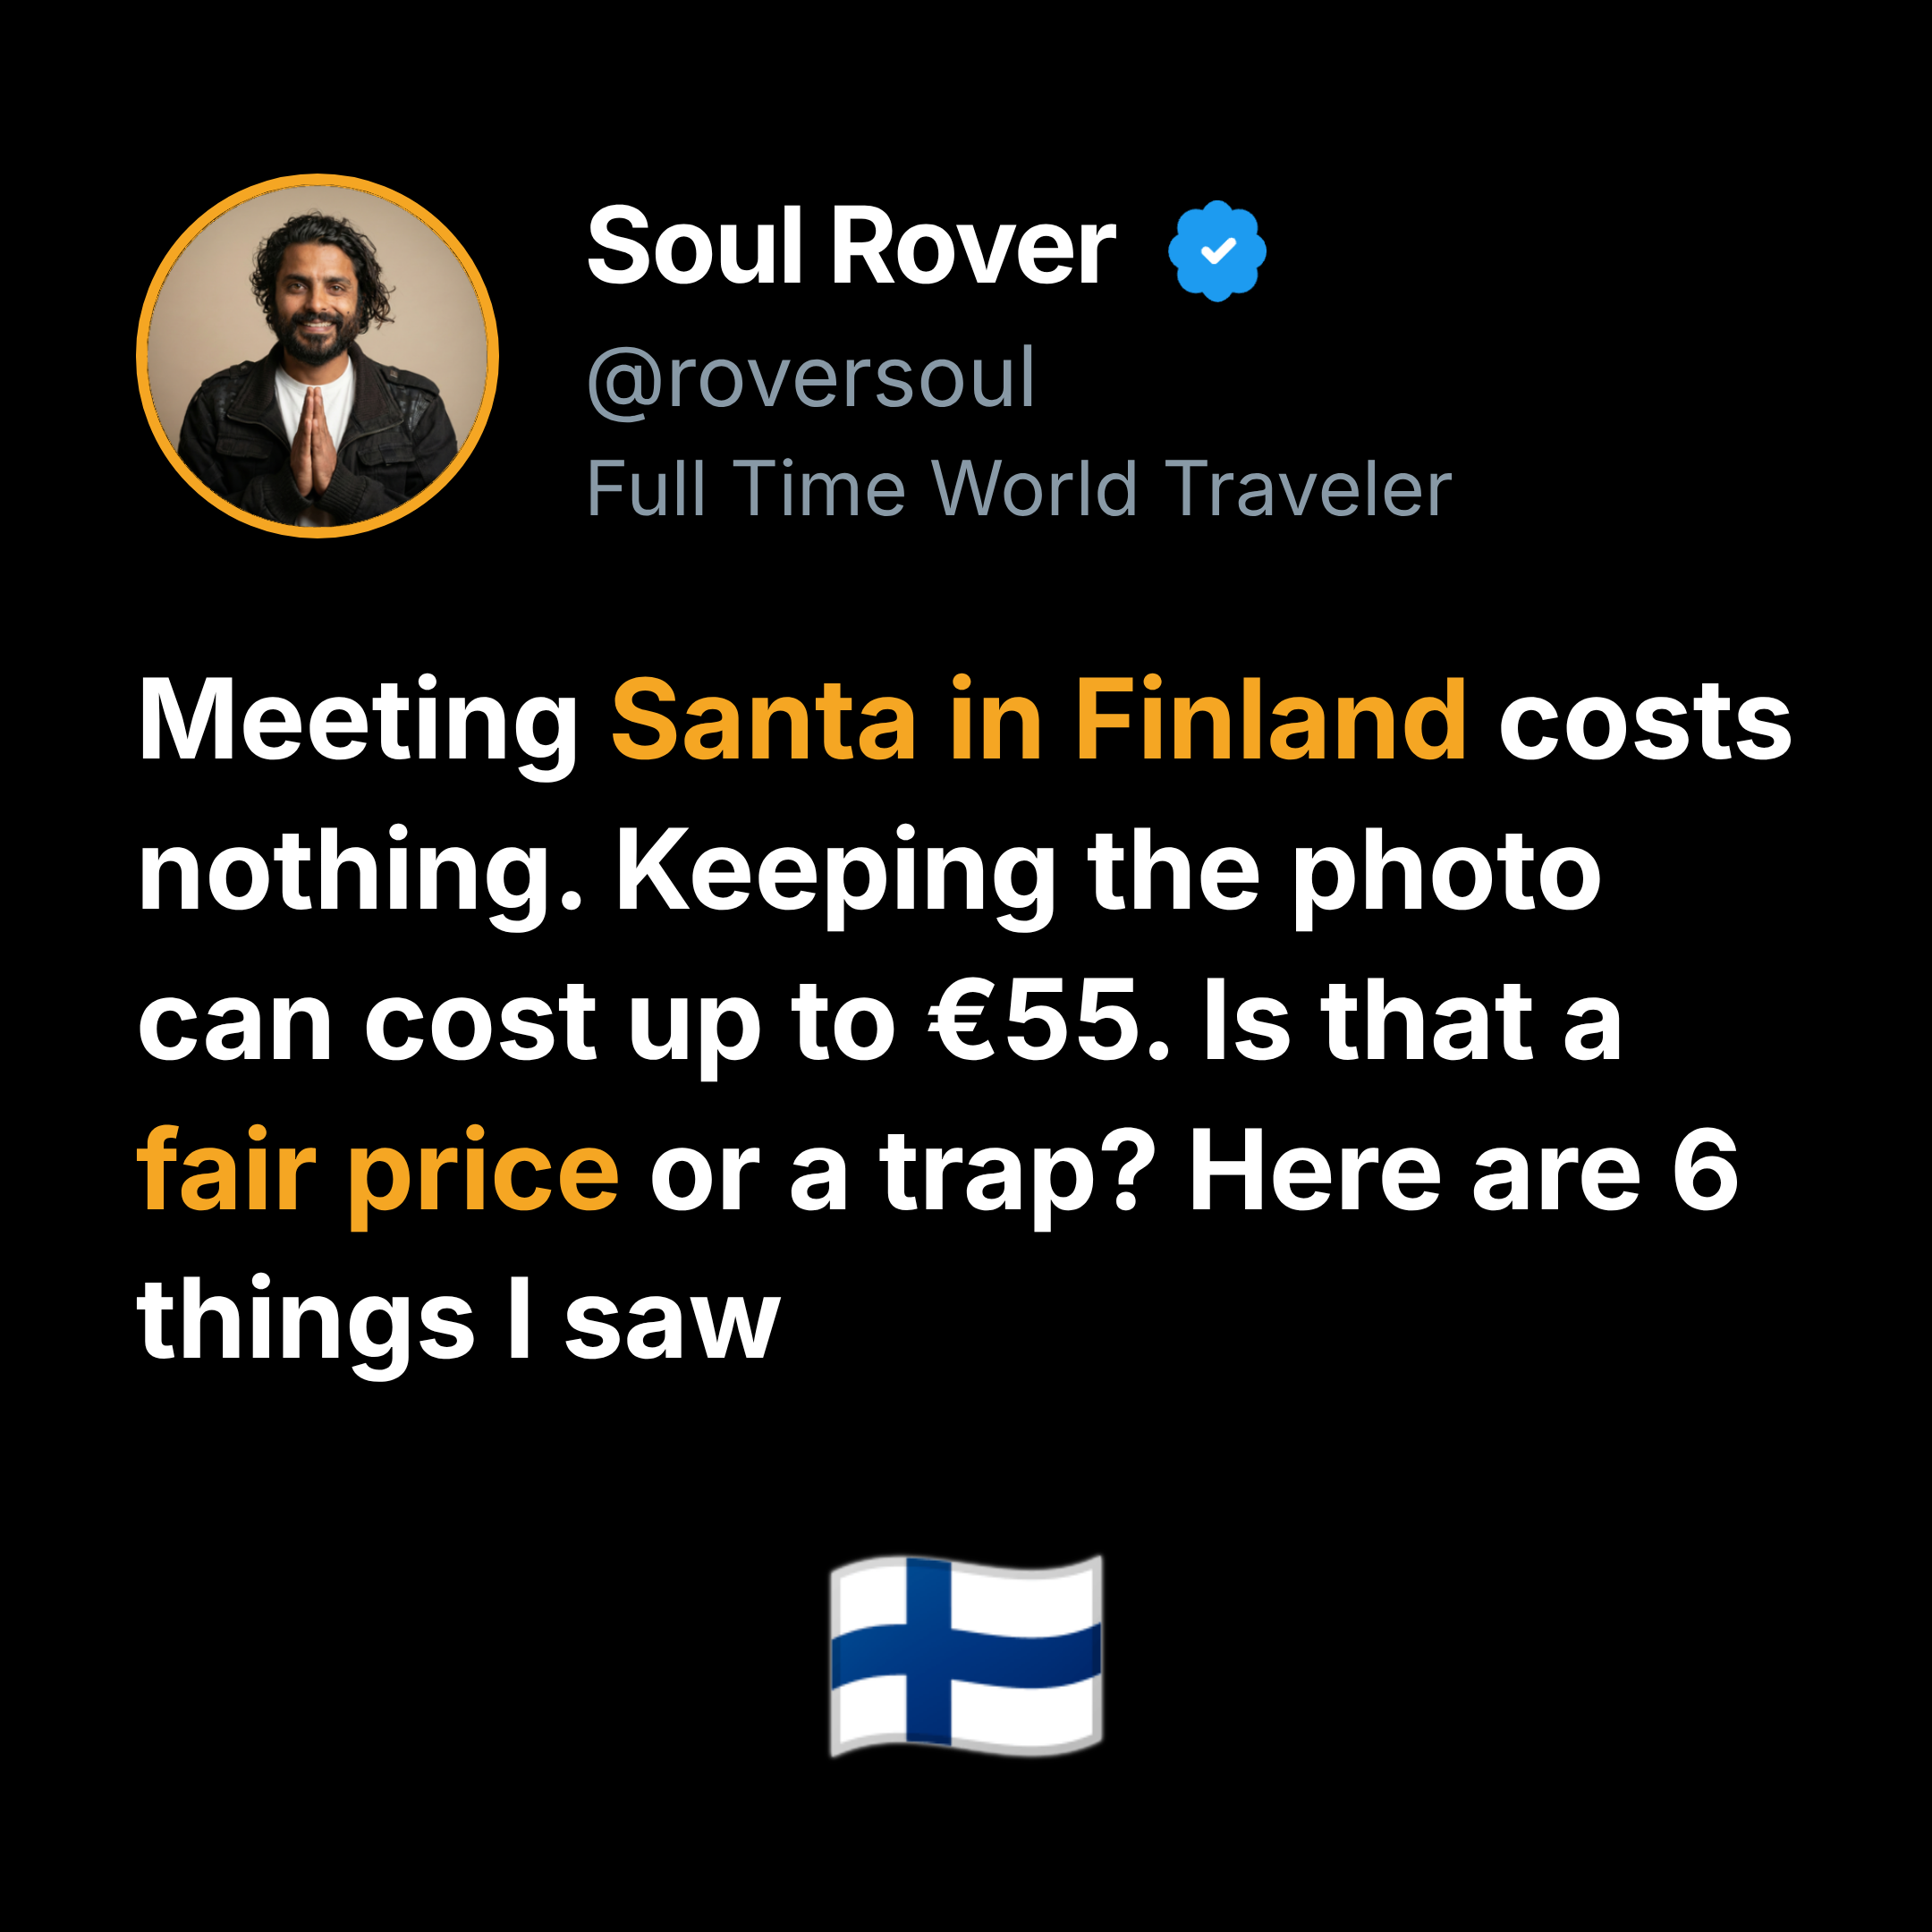 Soul Rover
@roversoul
Full Time World Traveler
Meeting Santa in Finland costs
nothing. Keeping the photo
can cost up to €55. Is that a
fair price or a trap? Here are 6
things I saw